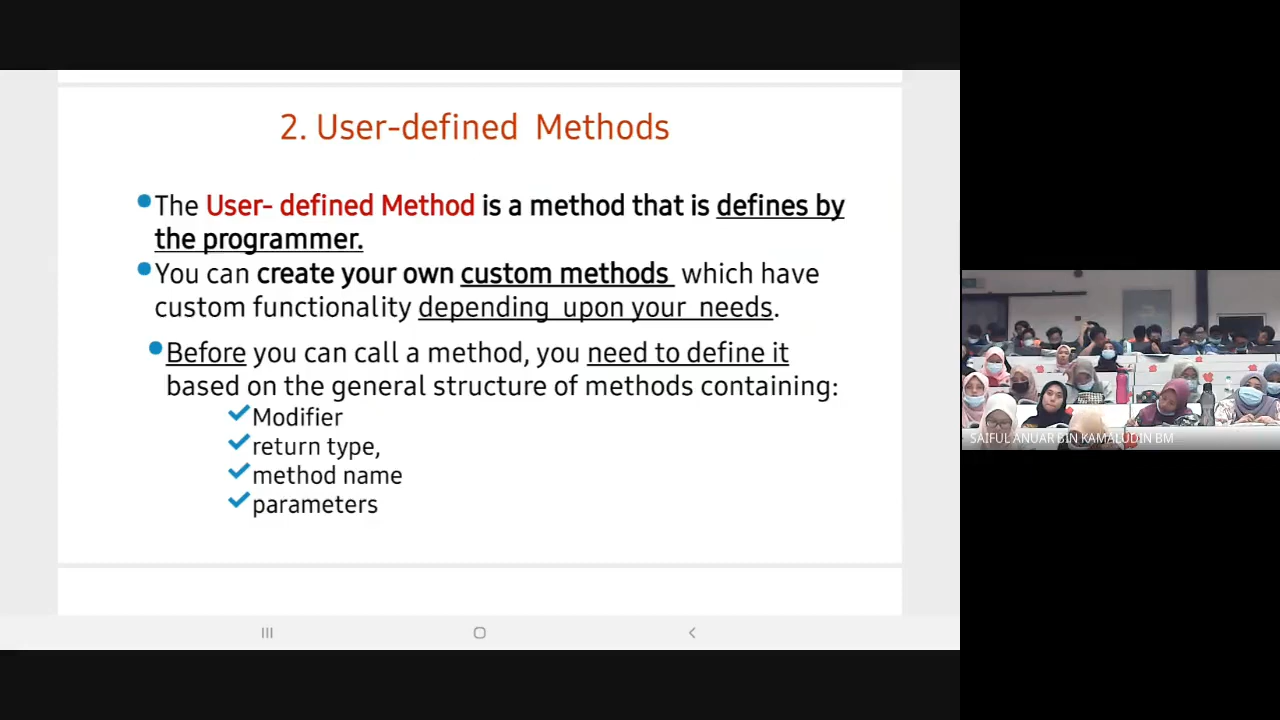 2. User-defined Methods
The User- defined Method is a method that is defines by
the programmer.
You can create your own custom methods which have
custom functionality depending upon your needs.
Before you can call a method, you need to define it
based on the general structure of methods containing:
Modifier
return type,
method name
parameters
SAIFUL ANUAR BIN KAMALUDIN BM